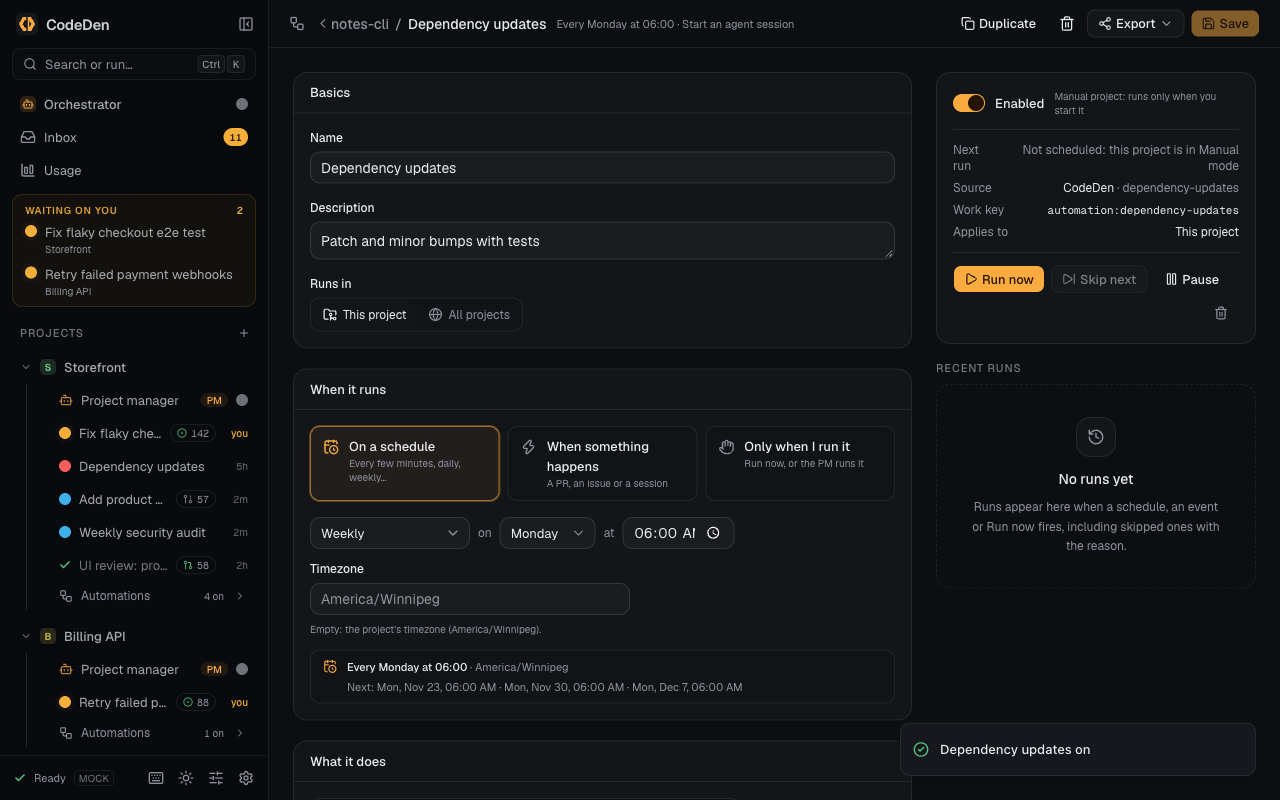 CodeDen
Search or run…
Ctrl K
Orchestrator
Inbox
11
Usage
WAITING ON YOU
2
Fix flaky checkout e2e test
Storefront
Retry failed payment webhooks
Billing API
PROJECTS
S Storefront
Project manager PM
Fix flaky che… 142 you
Dependency updates 5h
Add product … 57 2m
Weekly security audit 2m
UI review: pro… 58 2h
Automations 4 on
B Billing API
Project manager PM
Retry failed p… 88 you
Automations 1 on
Ready MOCK
notes-cli / Dependency updates Every Monday at 06:00 · Start an agent session
Duplicate
Export
Save
Basics
Name
Dependency updates
Description
Patch and minor bumps with tests
Runs in
This project All projects
When it runs
On a schedule
Every few minutes, daily,
weekly…
When something
happens
A PR, an issue or a session
Only when I run it
Run now, or the PM runs it
Weekly on Monday at 06:00 AM
Timezone
America/Winnipeg
Empty: the project's timezone (America/Winnipeg).
Every Monday at 06:00 · America/Winnipeg
Next: Mon, Nov 23, 06:00 AM · Mon, Nov 30, 06:00 AM · Mon, Dec 7, 06:00 AM
What it does
Enabled
Manual project: runs only when you
start it
Next
run
Not scheduled: this project is in Manual
mode
Source CodeDen · dependency-updates
Work key automation:dependency-updates
Applies to This project
Run now Skip next Pause
RECENT RUNS
No runs yet
Runs appear here when a schedule, an event
or Run now fires, including skipped ones with
the reason.
Dependency updates on